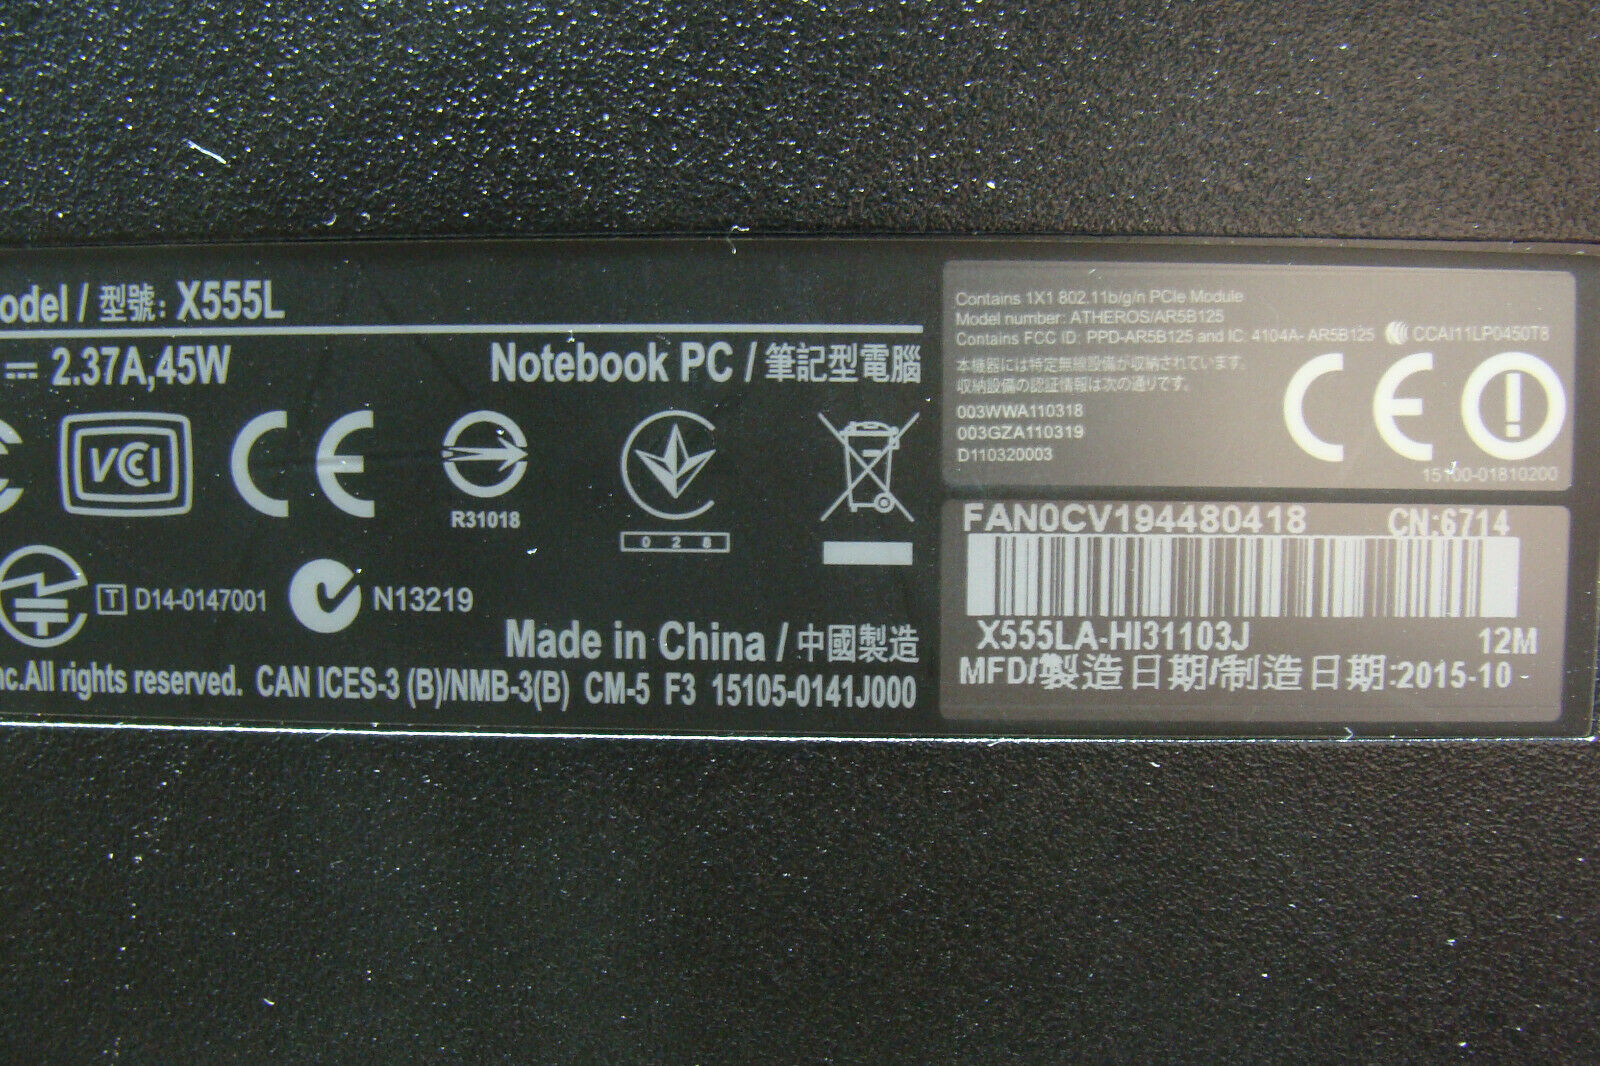 odel / 型號: X555L
2.37A,45W
Notebook PC / 筆記型電腦
VCCI
CE
R31018
028
T D14-0147001
N13219
Made in China / 中國製造
nc.All rights reserved. CAN ICES-3 (B)/NMB-3(B) CM-5 F3 15105-0141J000
Contains 1X1 802.11b/g/n PCIe Module
Model number: ATHEROS/AR5B125
Contains FCC ID: PPD-AR5B125 and IC: 4104A- AR5B125
CCAI11LP0450T8
本機器には特定無線設備が収納されています.
収納設備の認証情報は次の通りです.
003WWA110318
003GZA110319
D110320003
CE
15100-01810200
FAN0CV194480418 CN:6714
X555LA-HI31103J 12M
MFD/製造日期/制造日期:2015-10